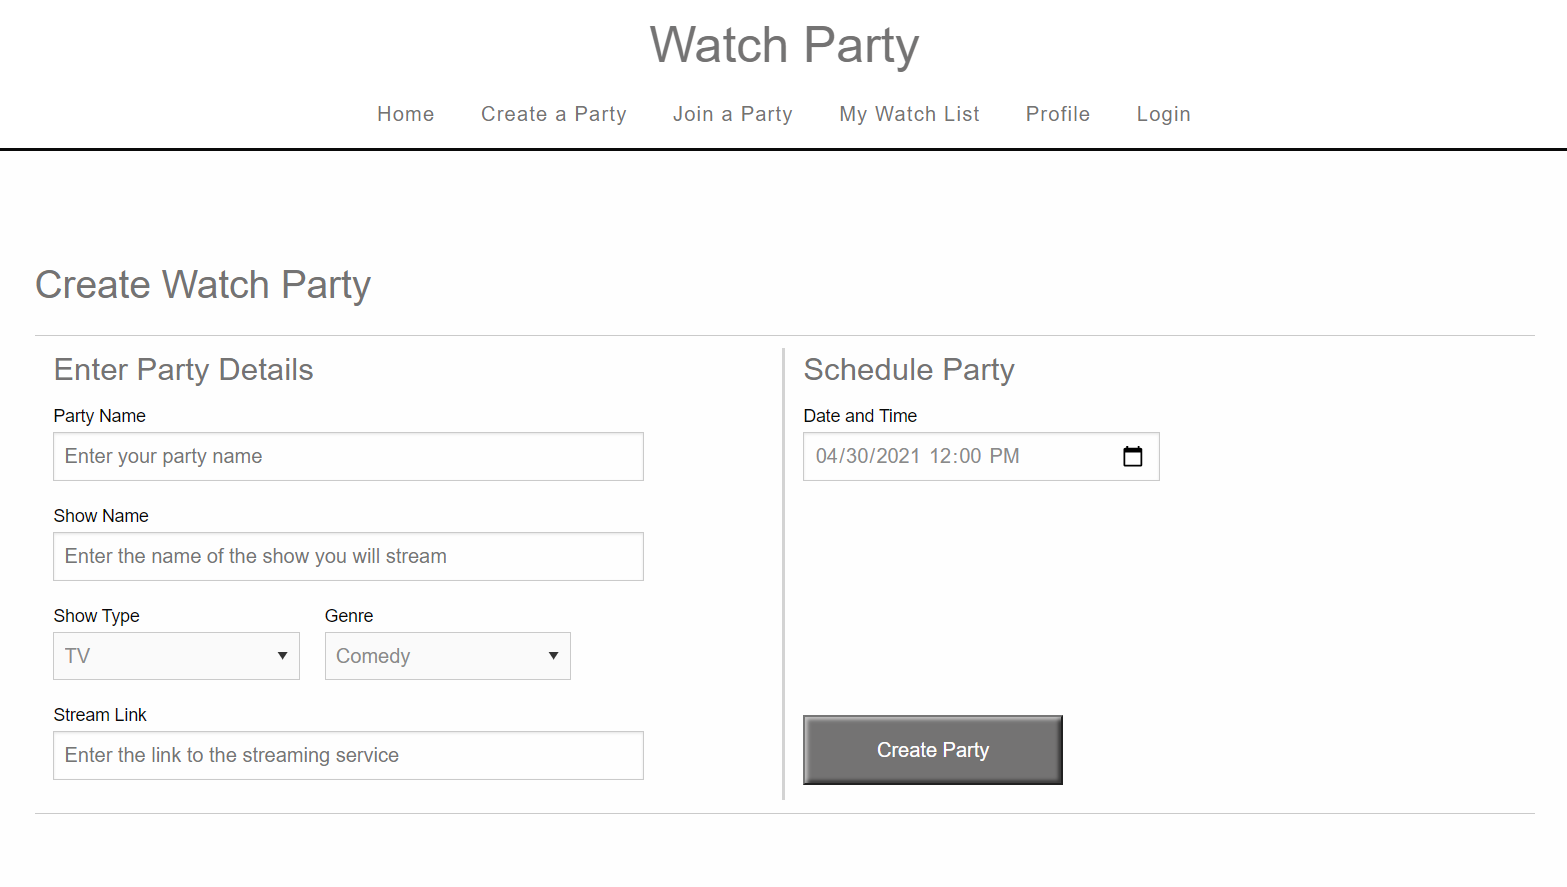 Watch Party
Home Create a Party Join a Party My Watch List Profile Login
Create Watch Party
Enter Party Details
Party Name
Enter your party name
Show Name
Enter the name of the show you will stream
Show Type Genre
TV Comedy
Stream Link
Enter the link to the streaming service
Schedule Party
Date and Time
04/30/2021 12:00 PM
Create Party